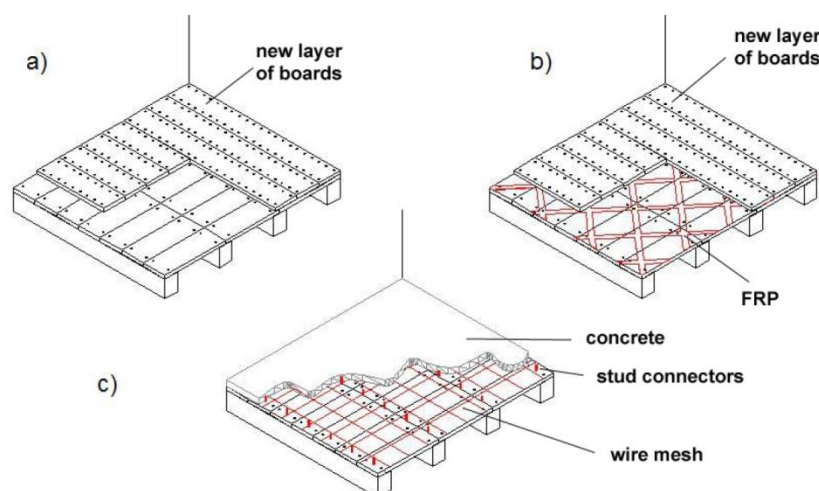 a)
new layer
of boards
b)
new layer
of boards
FRP
c)
concrete
stud connectors
wire mesh